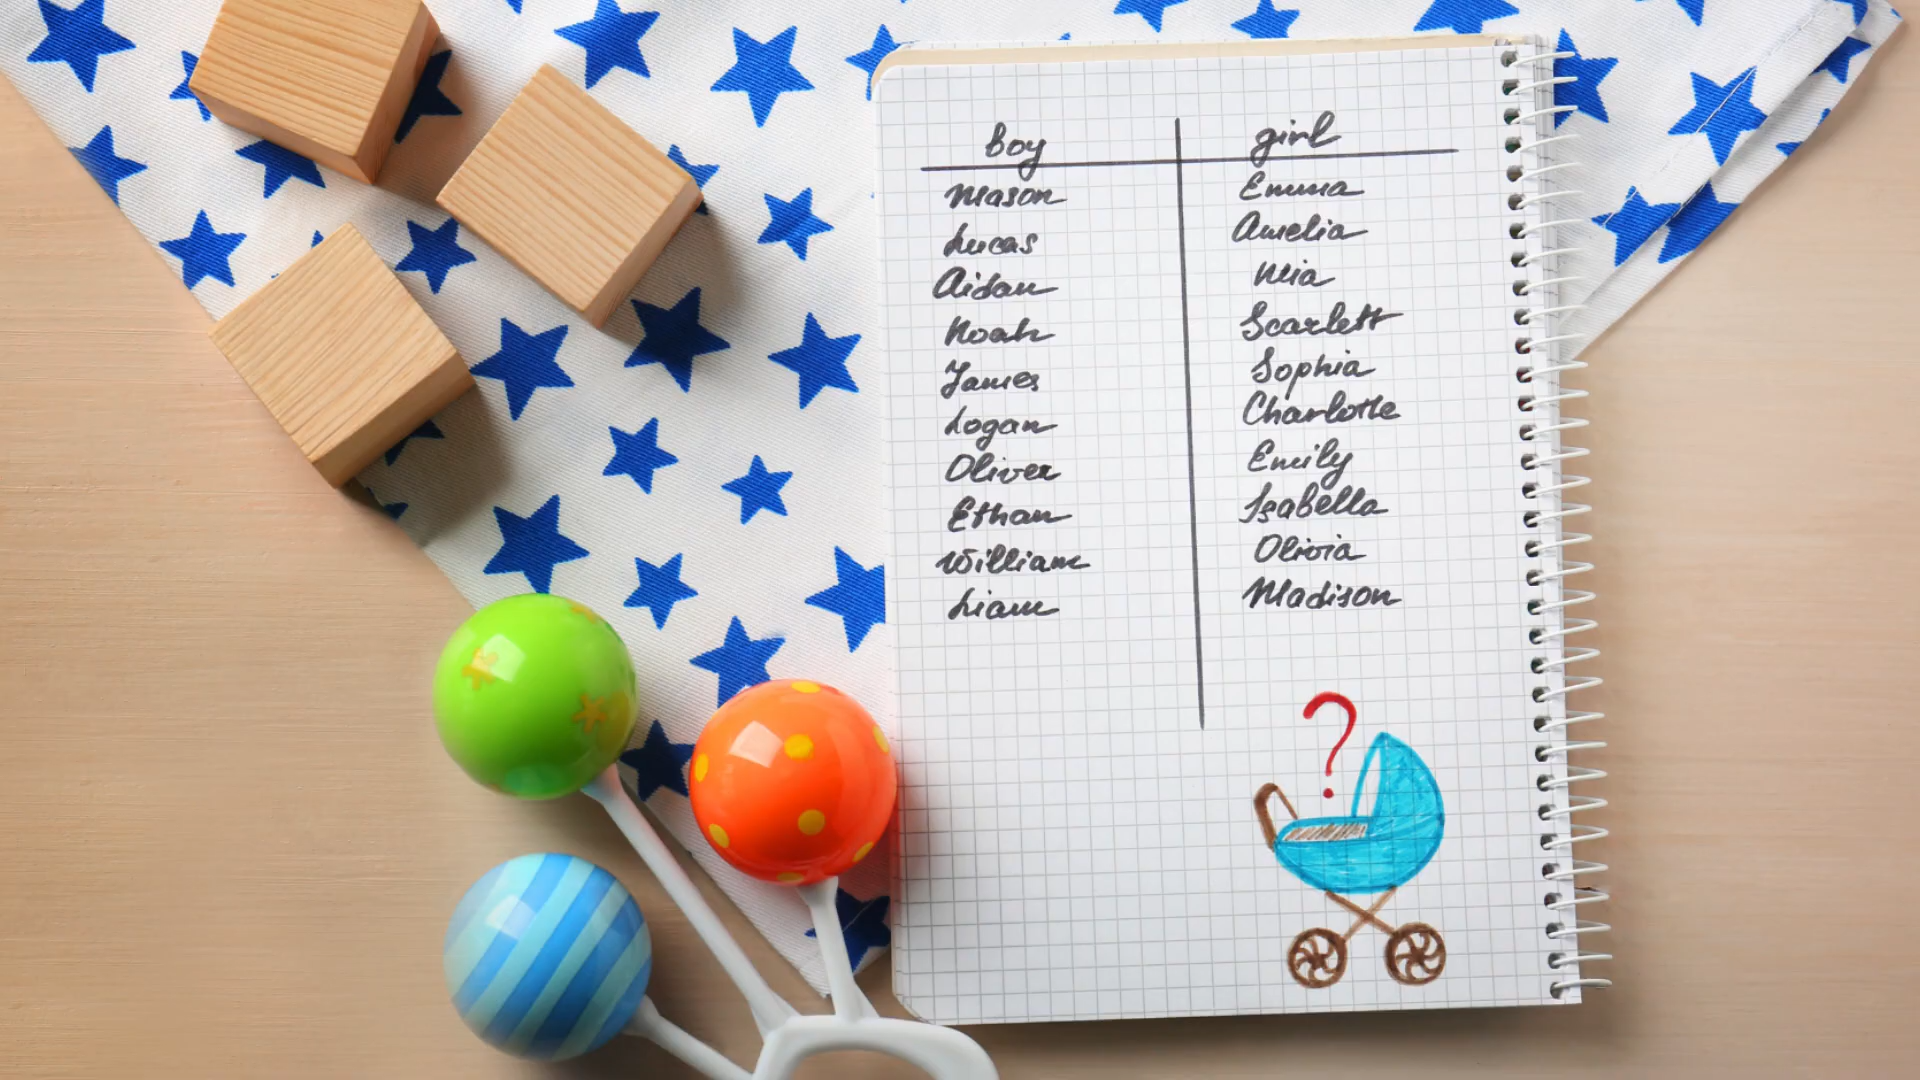 boy girl
Mason Emma
Lucas Amelia
Aidan Mia
Noah Scarlett
James Sophia
Logan Charlotte
Oliver Emily
Ethan Isabella
William Olivia
Liam Madison
?